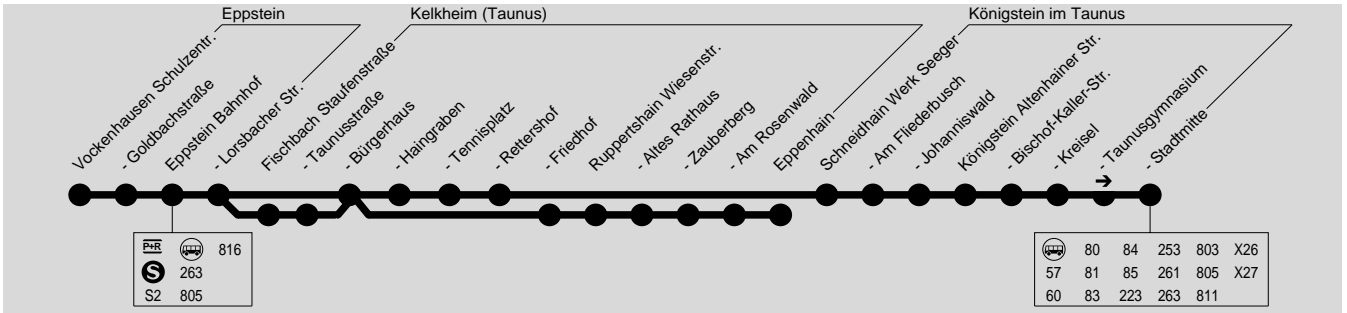 Eppstein
Kelkheim (Taunus)
Königstein im Taunus
Vockenhausen Schulzentr.
- Goldbachstraße
Eppstein Bahnhof
- Lorsbacher Str.
Fischbach Staufenstraße
- Taunusstraße
- Bürgerhaus
- Haingraben
- Tennisplatz
- Rettershof
- Friedhof
Ruppertshain Wiesenstr.
- Altes Rathaus
- Zauberberg
- Am Rosenwald
Eppenhain
Schneidhain Werk Seeger
- Am Fliederbusch
- Johanniswald
Königstein Altenhainer Str.
- Bischof-Kaller-Str.
- Kreisel
- Taunusgymnasium
- Stadtmitte
P+R 816
S 263
S2 805
80 84 253 803 X26
57 81 85 261 805 X27
60 83 223 263 811